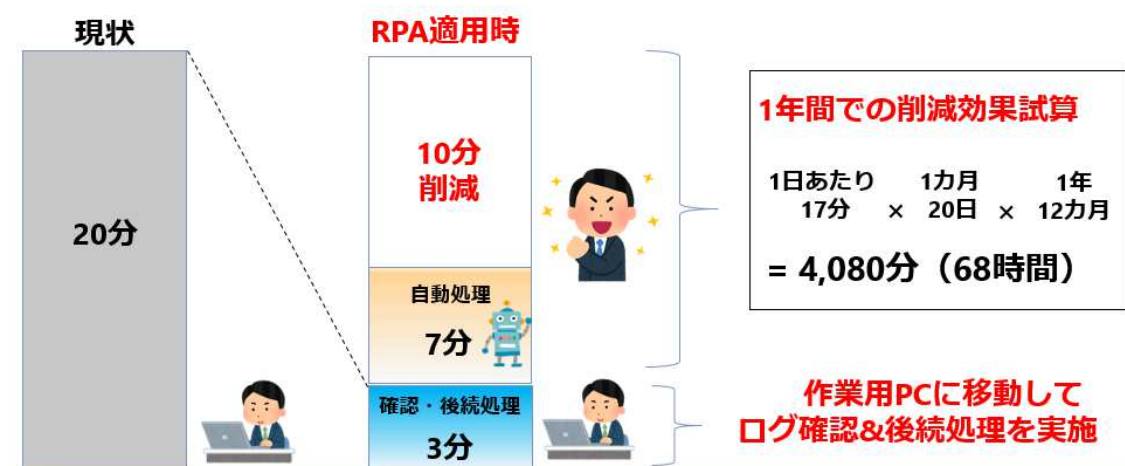 現状
20分
RPA適用時
10分
削減
自動処理
7分
確認・後続処理
3分
1年間での削減効果試算
1日あたり 1カ月 1年
17分 × 20日 × 12カ月
= 4,080分（68時間）
作業用PCに移動して
ログ確認&後続処理を実施